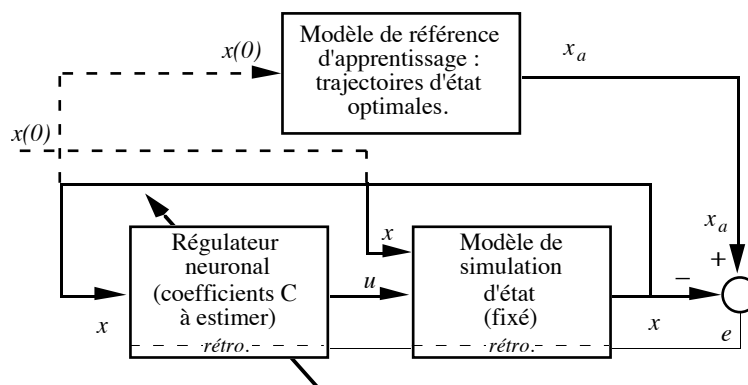 Modèle de référence
d'apprentissage :
trajectoires d'état
optimales.
x(0)
x_a
x(0)
x_a
Régulateur
neuronal
(coefficients C
à estimer)
x
Modèle de
simulation
d'état
(fixé)
+
−
x
u
x
e
rétro.
rétro.